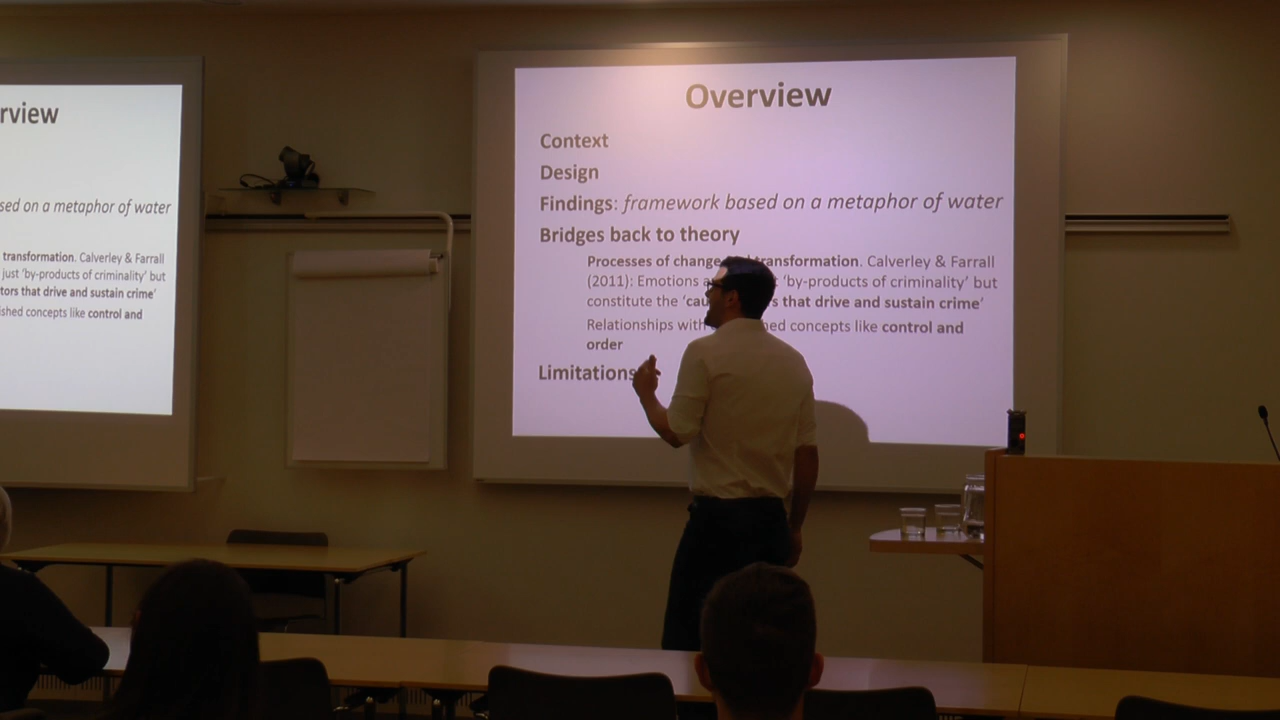 rview
sed on a metaphor of water
transformation. Calverley & Farrall
just 'by-products of criminality' but
tors that drive and sustain crime'
ished concepts like control and
Overview
Context
Design
Findings: framework based on a metaphor of water
Bridges back to theory
Processes of change transformation. Calverley & Farrall
(2011): Emotions 'by-products of criminality' but
constitute the 'cau s that drive and sustain crime'
Relationships with hed concepts like control and
order
Limitations